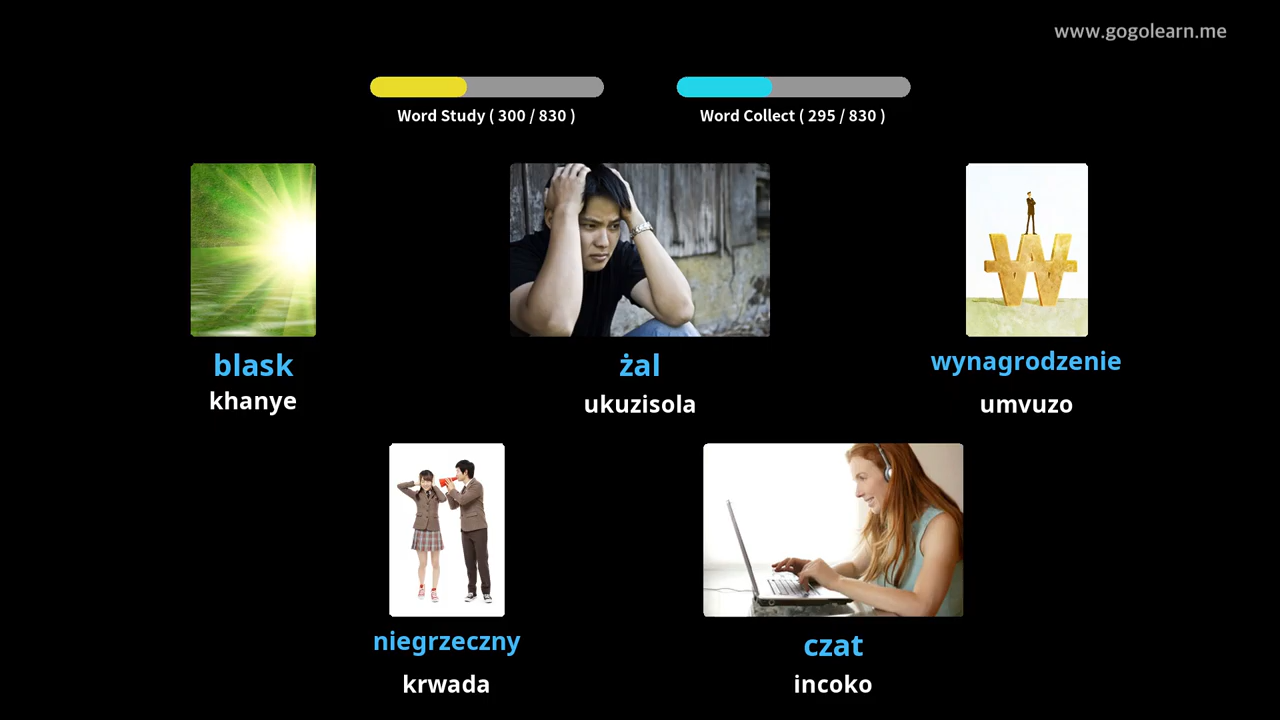 www.gogolearn.me
Word Study ( 300 / 830 )
Word Collect ( 295 / 830 )
blask
khanye
żal
ukuzisola
wynagrodzenie
umvuzo
niegrzeczny
krwada
czat
incoko